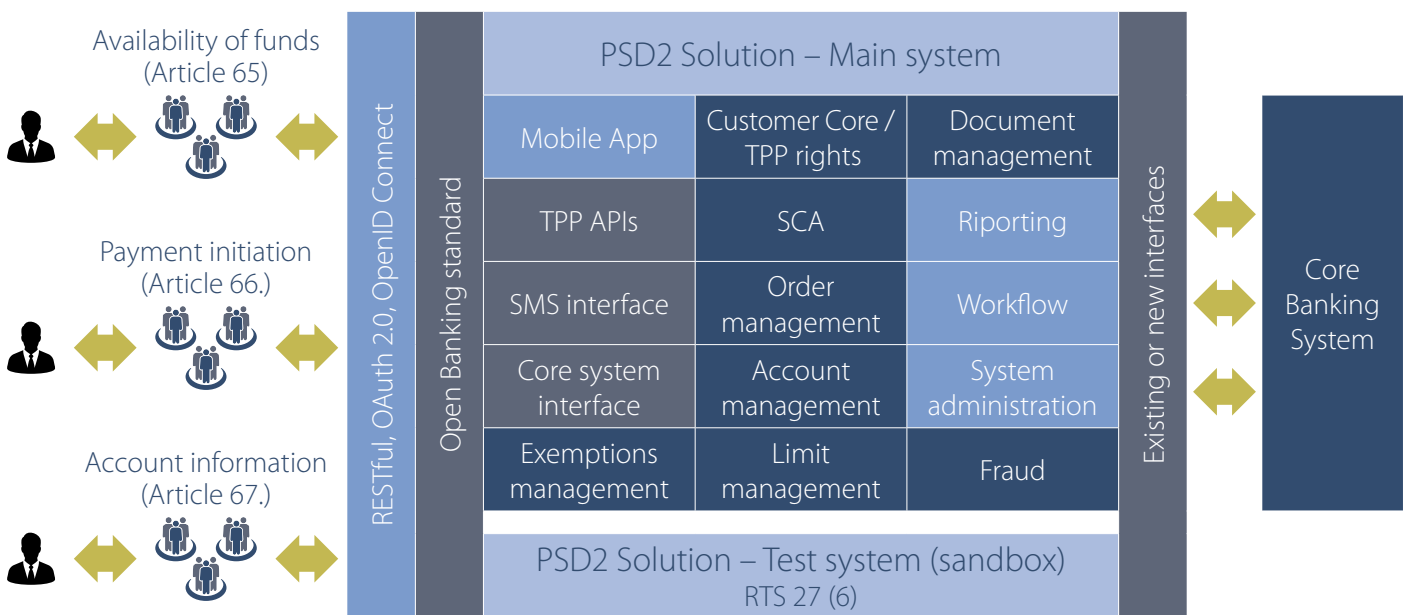 Availability of funds
(Article 65)
Payment initiation
(Article 66.)
Account information
(Article 67.)
RESTful, OAuth 2.0, OpenID Connect
Open Banking standard
PSD2 Solution – Main system
Mobile App
Customer Core /
TPP rights
Document
management
TPP APIs
SCA
Riporting
SMS interface
Order
management
Workflow
Core system
interface
Account
management
System
administration
Exemptions
management
Limit
management
Fraud
PSD2 Solution – Test system (sandbox)
RTS 27 (6)
Existing or new interfaces
Core
Banking
System